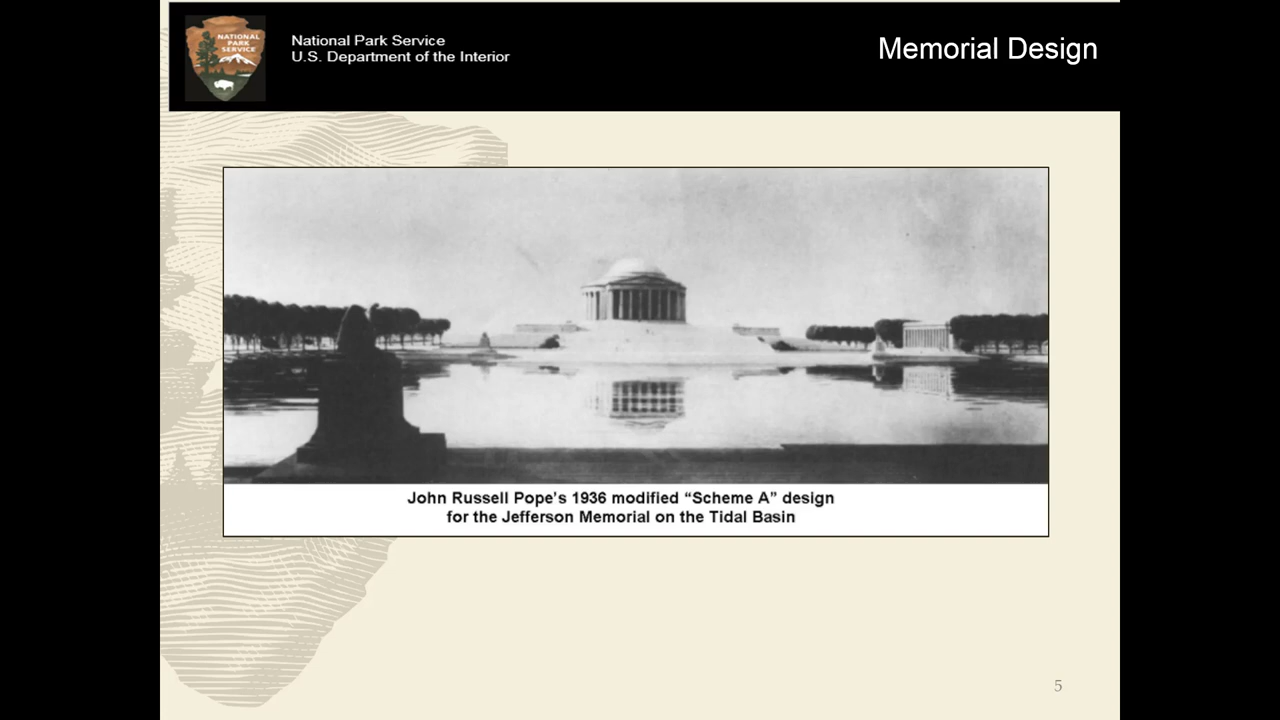 NATIONAL
PARK
SERVICE
National Park Service
U.S. Department of the Interior
Memorial Design
John Russell Pope's 1936 modified “Scheme A” design
for the Jefferson Memorial on the Tidal Basin
5